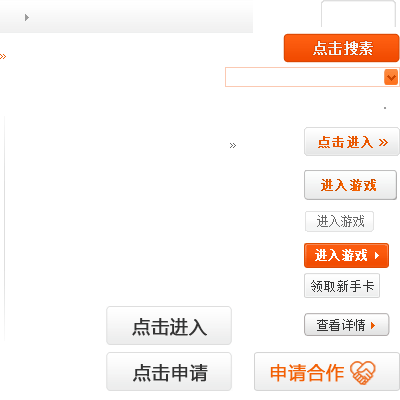 点击搜素
»
»
点击进入 »
进入游戏
进入游戏
进入游戏
领取新手卡
点击进入
查看详情
点击申请
申请合作